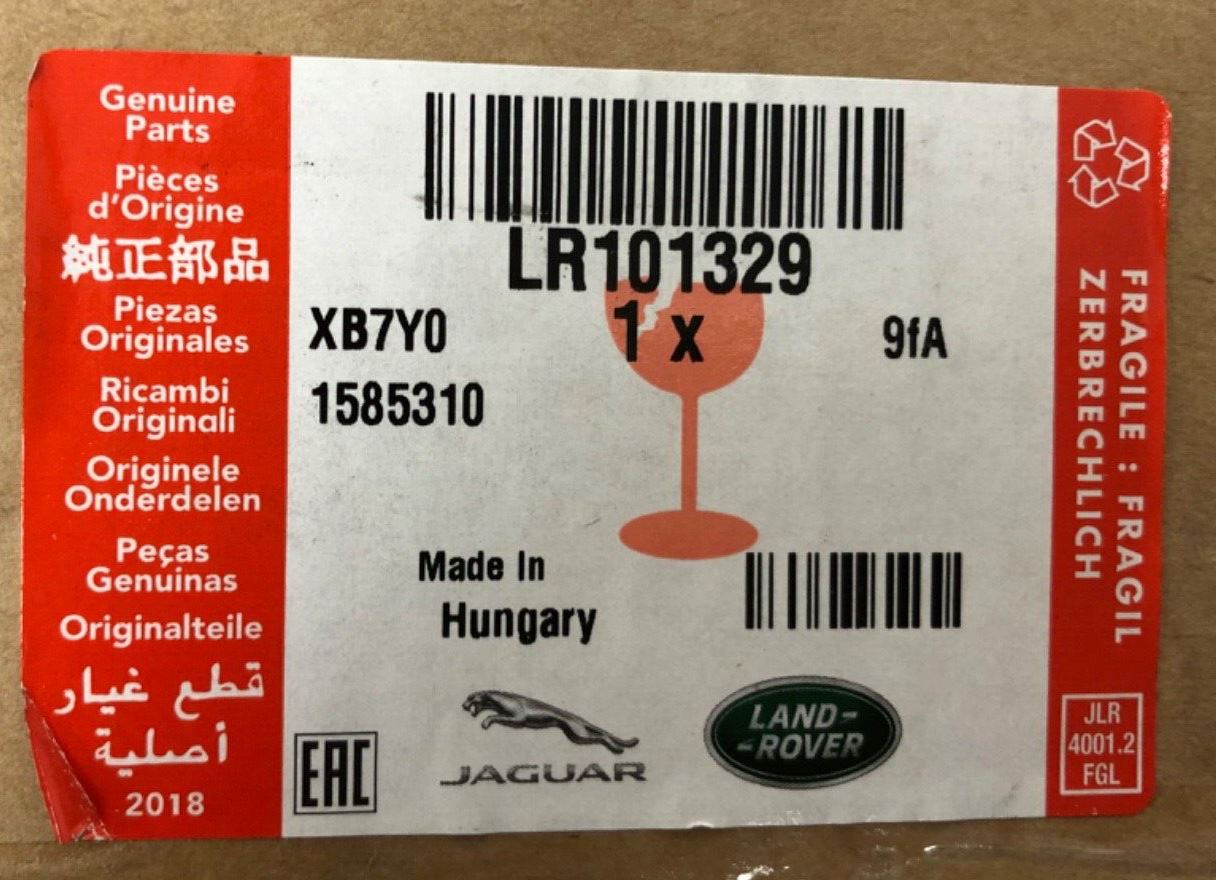 Genuine
Parts
Pièces
d'Origine
純正部品
Piezas
Originales
Ricambi
Originali
Originele
Onderdelen
Peças
Genuinas
Originalteile
قطع غيار
أصلية
2018
LR101329
XB7Y0 1 x 9fA
1585310
Made In
Hungary
EAC
JAGUAR
LAND-
-ROVER
FRAGILE : FRAGIL
ZERBRECHLICH
JLR
4001.2
FGL